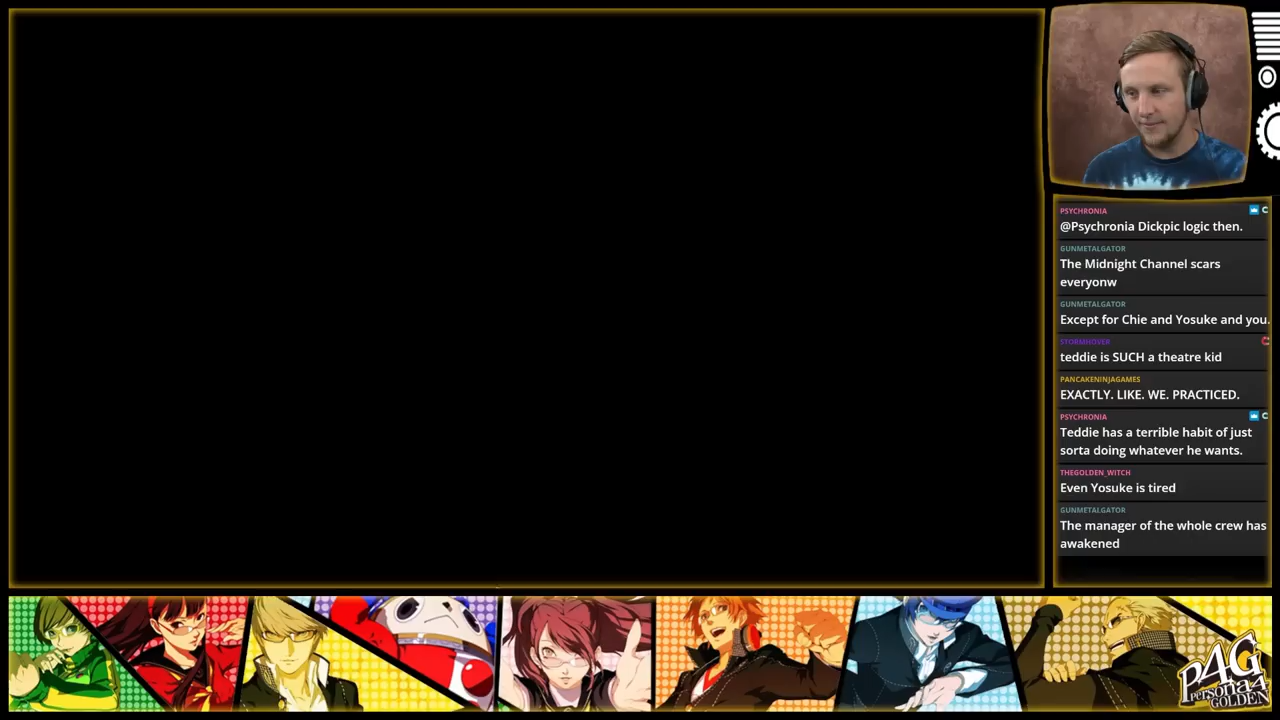 PSYCHRONIA
@Psychronia Dickpic logic then.
GUNMETALGATOR
The Midnight Channel scars
everyonw
GUNMETALGATOR
Except for Chie and Yosuke and you.
STORMHOVER
teddie is SUCH a theatre kid
PANCAKENINJAGAMES
EXACTLY. LIKE. WE. PRACTICED.
PSYCHRONIA
Teddie has a terrible habit of just
sorta doing whatever he wants.
THEGOLDEN_WITCH
Even Yosuke is tired
GUNMETALGATOR
The manager of the whole crew has
awakened
P4G
Persona4
GOLDEN